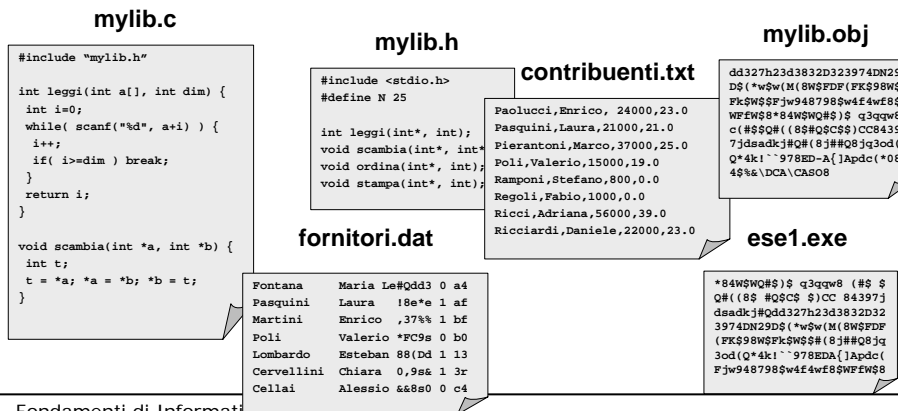 mylib.c
#include “mylib.h”
int leggi(int a[], int dim) {
int i=0;
while( scanf("%d", a+i) ) {
i++;
if( i>=dim ) break;
}
return i;
}
void scambia(int *a, int *b) {
int t;
t = *a; *a = *b; *b = t;
}
mylib.h
#include <stdio.h>
#define N 25
int leggi(int*, int);
void scambia(int*, int*
void ordina(int*, int);
void stampa(int*, int);
contribuenti.txt
Paolucci,Enrico, 24000,23.0
Pasquini,Laura,21000,21.0
Pierantoni,Marco,37000,25.0
Poli,Valerio,15000,19.0
Ramponi,Stefano,800,0.0
Regoli,Fabio,1000,0.0
Ricci,Adriana,56000,39.0
Ricciardi,Daniele,22000,23.0
mylib.obj
dd327h23d3832D323974DN29
D$(*w$w(M(8W$FDF(FK$98W$
Fk$W$$Fjw948798$w4f4wf8$
WFfW$8*84W$WQ#$)$ q3qqw8
c(#$$Q#((8$#Q$C$$)CC8439
7jdsadkj#Q#(8j##Q8jq3od(
Q*4k!``978ED-A{]Apdc(*08
4$%&\DCA\CASO8
fornitori.dat
Fontana Maria Le#Qdd3 0 a4
Pasquini Laura !8e*e 1 af
Martini Enrico ,37%% 1 bf
Poli Valerio *FC9s 0 b0
Lombardo Esteban 88(Dd 1 13
Cervellini Chiara 0,9s& 1 3r
Cellai Alessio &&8s0 0 c4
ese1.exe
*84W$WQ#$)$ q3qqw8 (#$ $
Q#((8$ #Q$C$ $)CC 84397j
dsadkj#Qdd327h23d3832D32
3974DN29D$(*w$w(M(8W$FDF
(FK$98W$Fk$W$$#(8j##Q8jq
3od(Q*4k!``978EDA{]Apdc(
Fjw948798$w4f4wf8$WFfW$8
Fondamenti di Informati